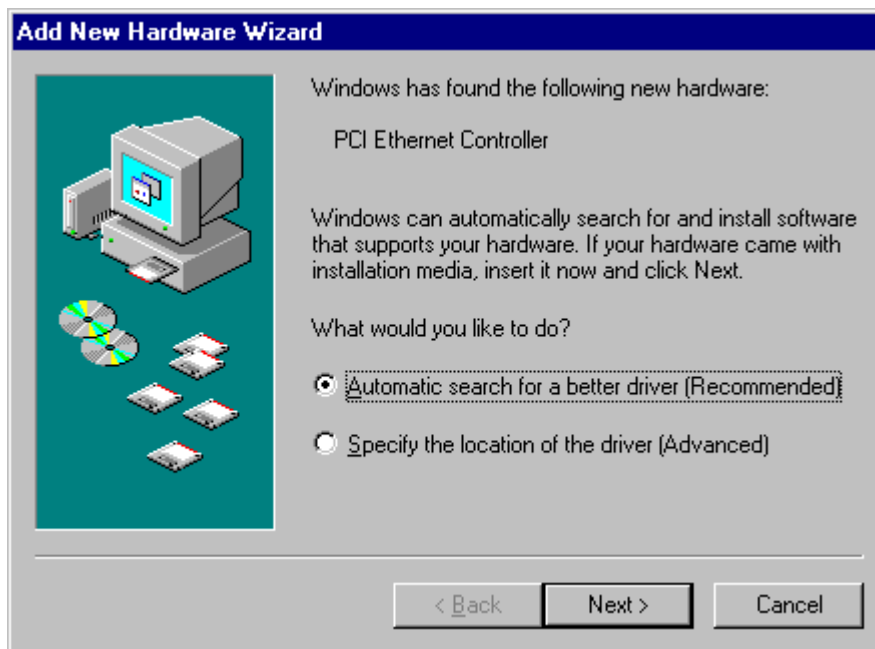 Add New Hardware Wizard
Windows has found the following new hardware:
PCI Ethernet Controller
Windows can automatically search for and install software
that supports your hardware. If your hardware came with
installation media, insert it now and click Next.
What would you like to do?
Automatic search for a better driver (Recommended)
Specify the location of the driver (Advanced)
< Back Next > Cancel